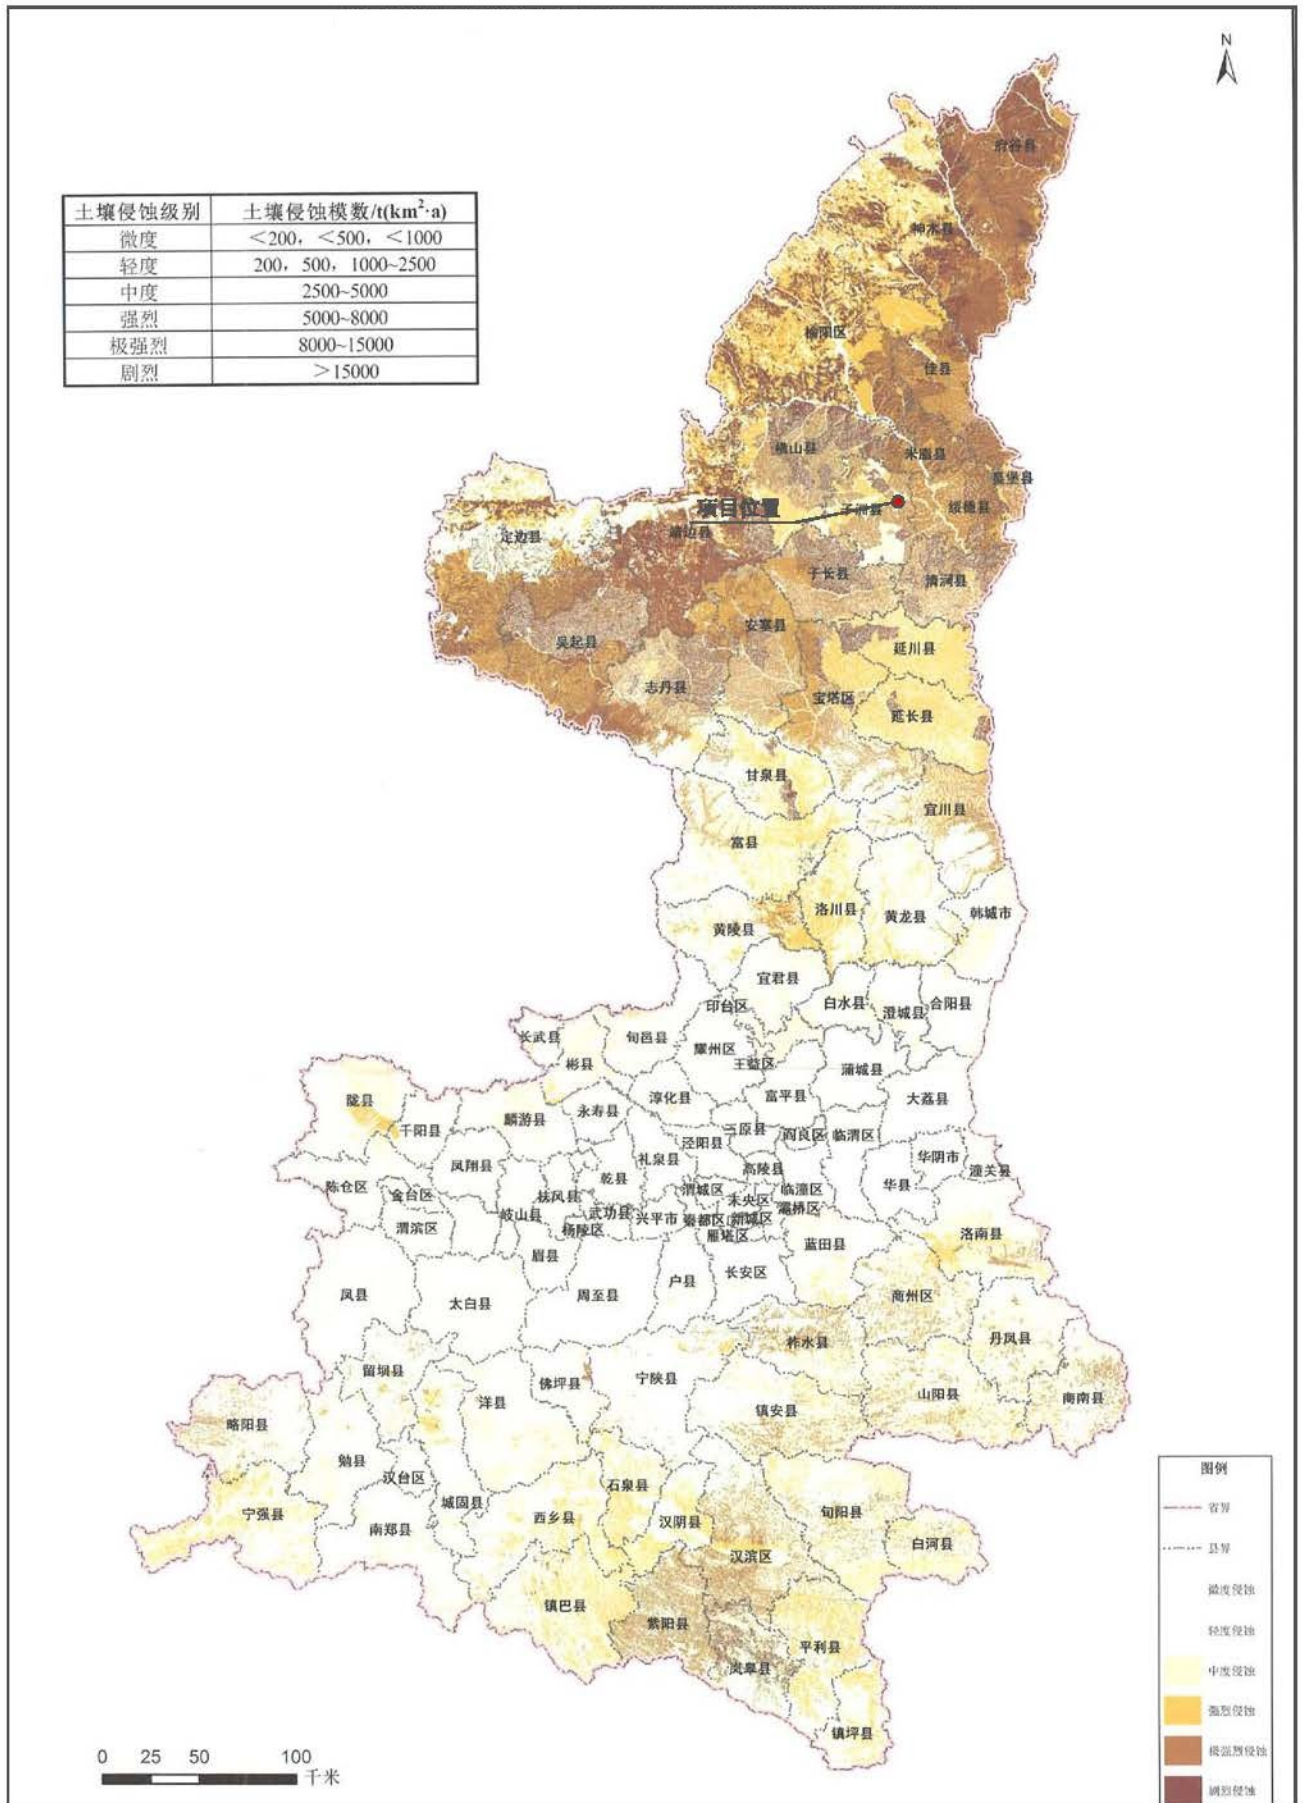 N
土壤侵蚀级别 土壤侵蚀模数/t(km²·a)
微度 <200，<500，<1000
轻度 200，500，1000~2500
中度 2500~5000
强烈 5000~8000
极强烈 8000~15000
剧烈 >15000
府谷县
神木县
榆阳区
佳县
横山县
米脂县
吴堡县
项目位置
子洲县
绥德县
靖边县
定边县
子长县
清涧县
安塞县
吴起县
延川县
志丹县
宝塔区
延长县
甘泉县
宜川县
富县
洛川县
黄龙县
韩城市
黄陵县
宜君县
印台区
白水县
澄城县
合阳县
长武县
旬邑县
耀州区
王益区
彬县
蒲城县
陇县
淳化县
富平县
大荔县
千阳县
麟游县
永寿县
三原县
泾阳县
阎良区
临渭区
凤翔县
礼泉县
高陵县
华阴市
潼关县
乾县
陈仓区
金台区
扶风县
渭城区
未央区
临潼区
华县
渭滨区
岐山县
武功县
兴平市
秦都区
新城区
灞桥区
杨陵区
雁塔区
洛南县
眉县
蓝田县
长安区
户县
凤县
太白县
周至县
商州区
柞水县
丹凤县
留坝县
佛坪县
宁陕县
洋县
镇安县
山阳县
商南县
略阳县
勉县
汉台区
石泉县
城固县
宁强县
南郑县
西乡县
汉阴县
旬阳县
汉滨区
白河县
镇巴县
紫阳县
平利县
岚皋县
镇坪县
图例
省界
县界
微度侵蚀
轻度侵蚀
中度侵蚀
强烈侵蚀
极强烈侵蚀
剧烈侵蚀
0 25 50 100
千米